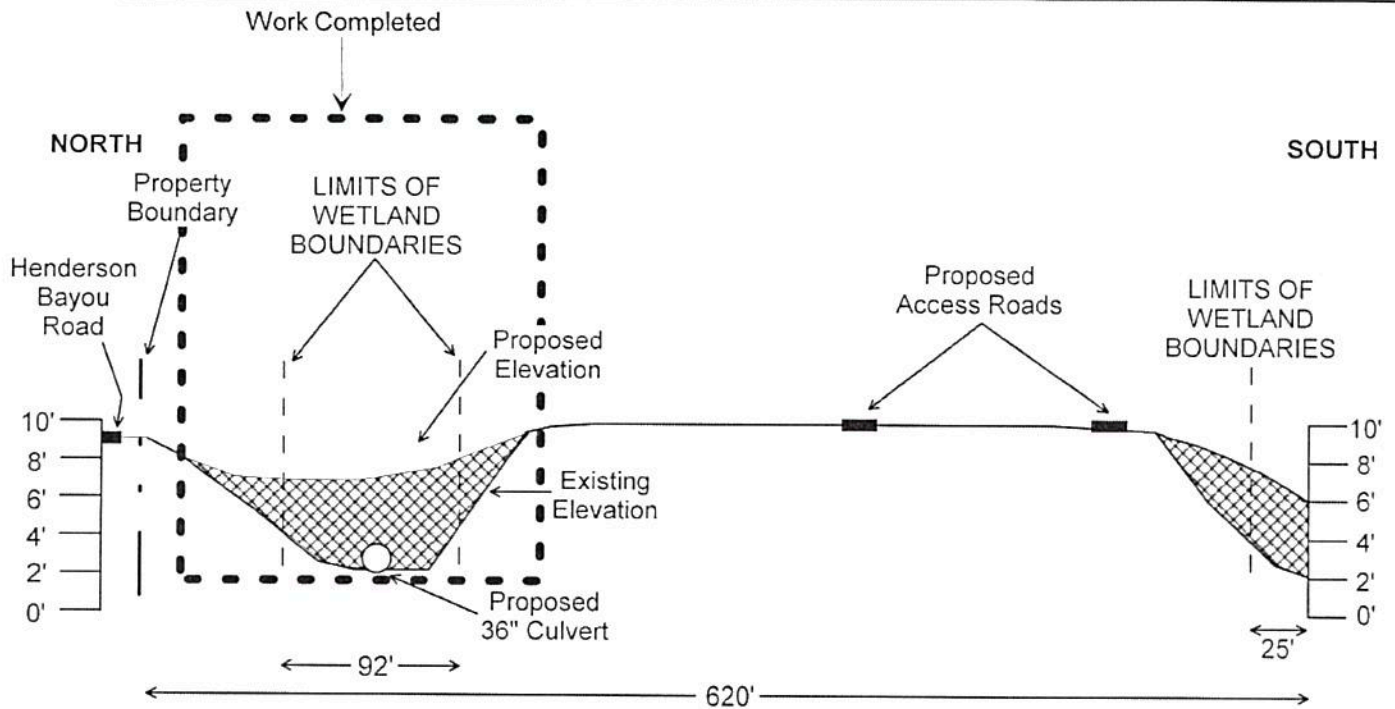 Work Completed
NORTH
SOUTH
Property
Boundary
LIMITS OF
WETLAND
BOUNDARIES
Henderson
Bayou
Road
Proposed
Elevation
Existing
Elevation
Proposed
Access Roads
LIMITS OF
WETLAND
BOUNDARIES
10'
8'
6'
4'
2'
0'
10'
8'
6'
4'
2'
0'
Proposed
36" Culvert
92'
25'
620'